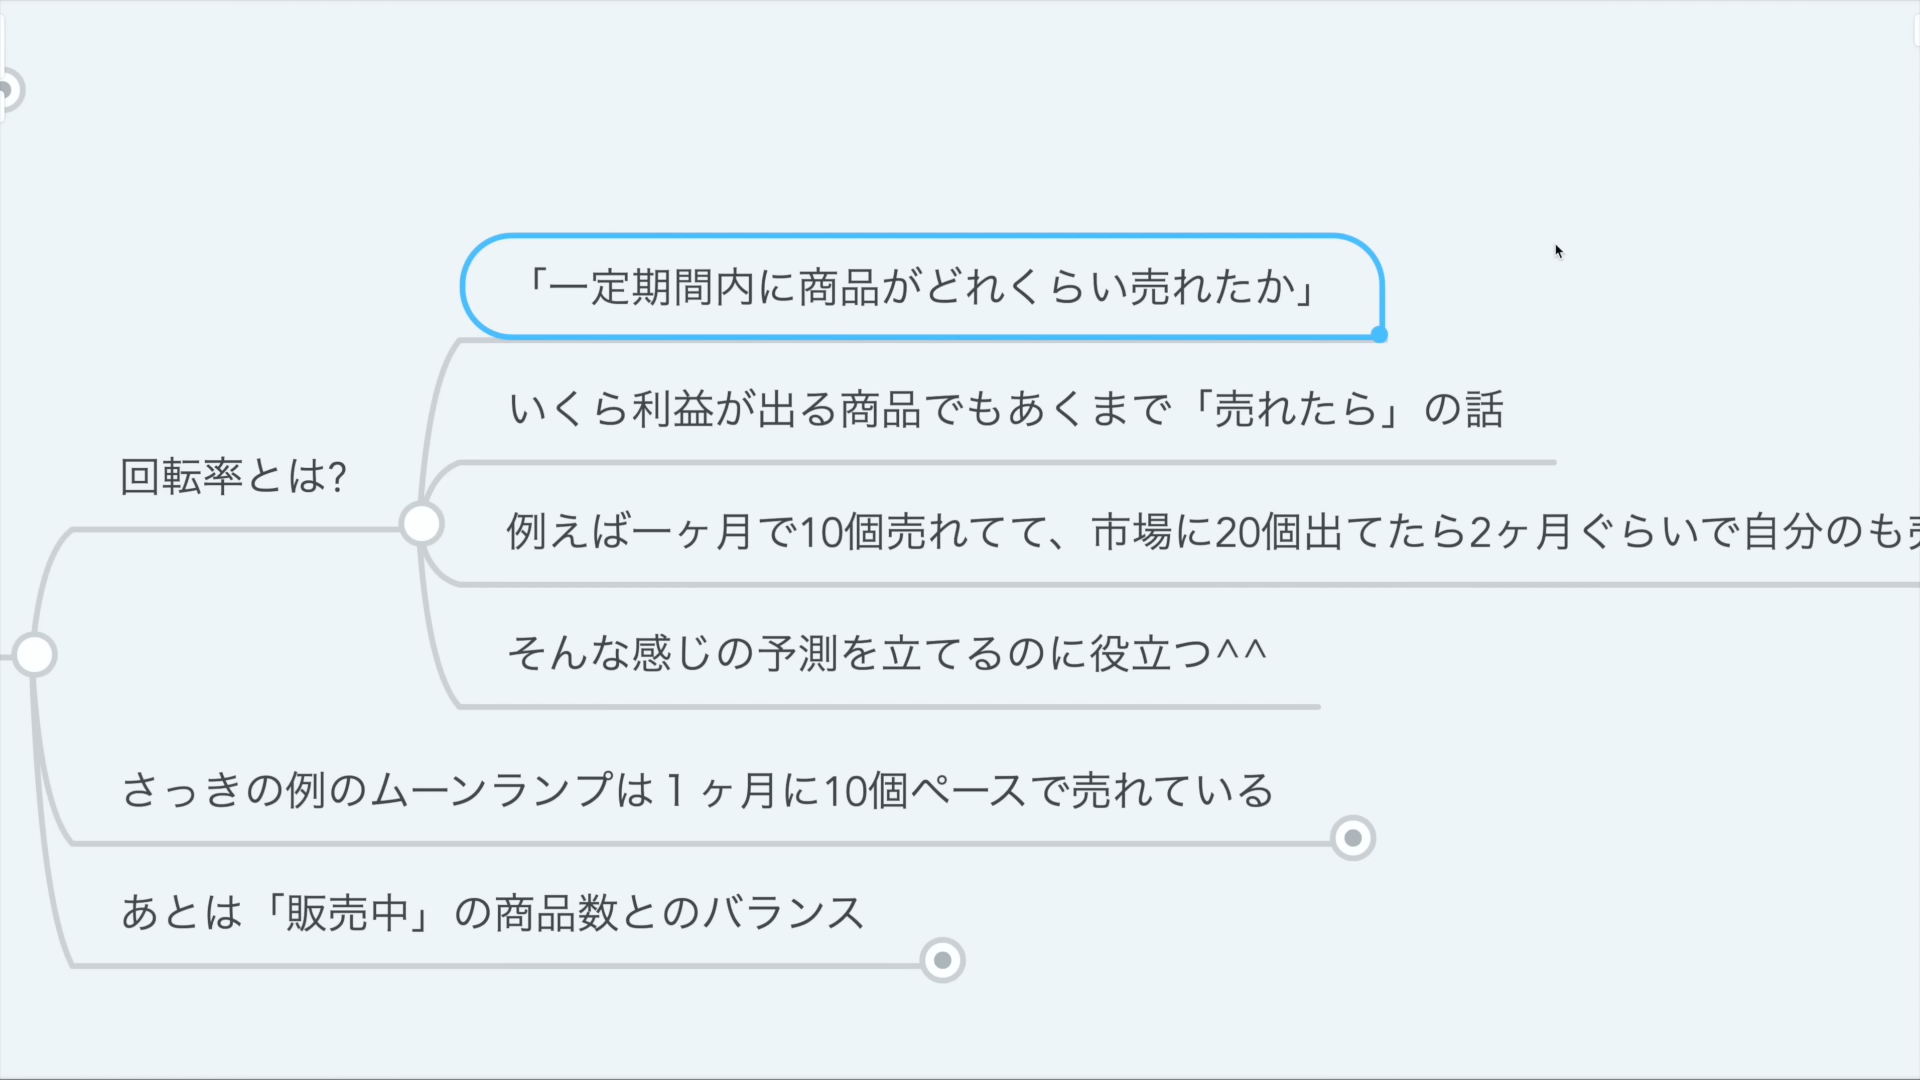 「一定期間内に商品がどれくらい売れたか」
いくら利益が出る商品でもあくまで「売れたら」の話
回転率とは?
例えば一ヶ月で10個売れてて、市場に20個出てたら2ヶ月ぐらいで自分のも
そんな感じの予測を立てるのに役立つ^^
さっきの例のムーンランプは１ヶ月に10個ペースで売れている
あとは「販売中」の商品数とのバランス